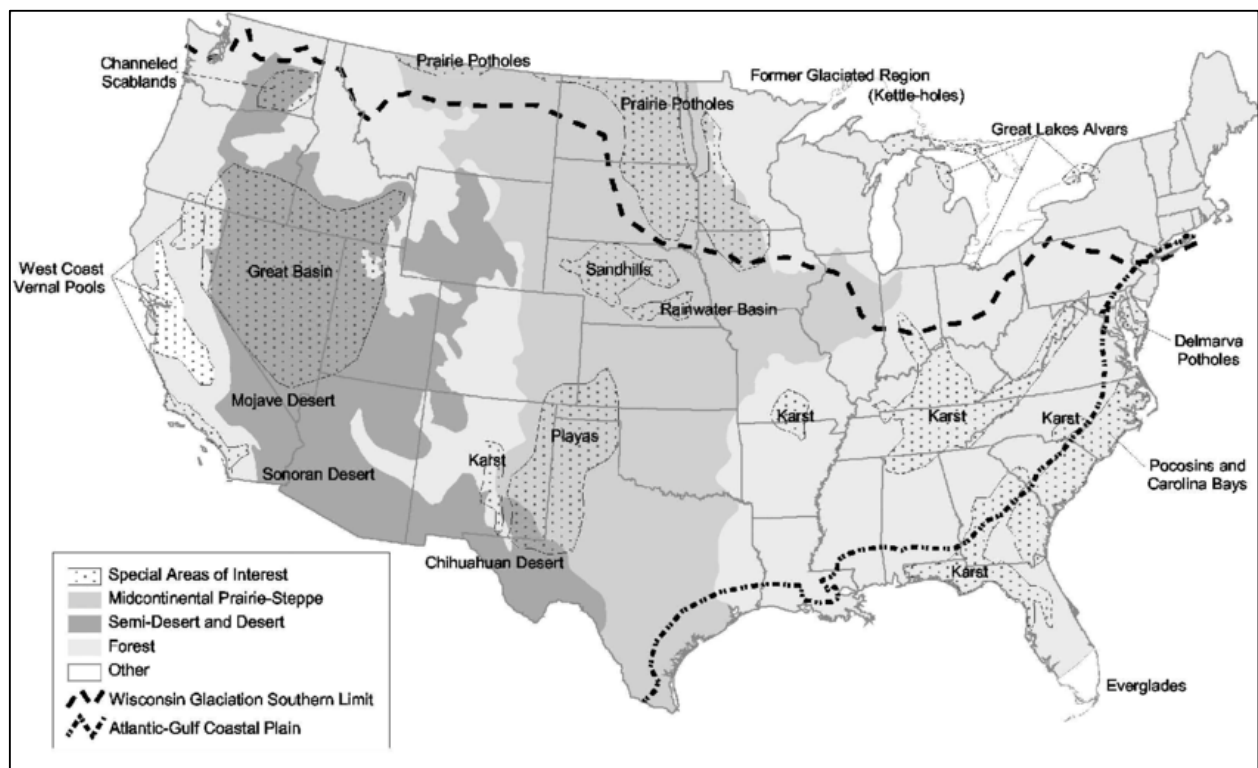 Channeled
Scablands
Prairie Potholes
Former Glaciated Region
(Kettle-holes)
Prairie Potholes
Great Lakes Alvars
West Coast
Vernal Pools
Great Basin
Sandhills
Rainwater Basin
Delmarva
Potholes
Mojave Desert
Karst
Karst
Karst
Playas
Sonoran Desert
Karst
Pocosins and
Carolina Bays
Chihuahuan Desert
Karst
Everglades
Special Areas of Interest
Midcontinental Prairie-Steppe
Semi-Desert and Desert
Forest
Other
Wisconsin Glaciation Southern Limit
Atlantic-Gulf Coastal Plain